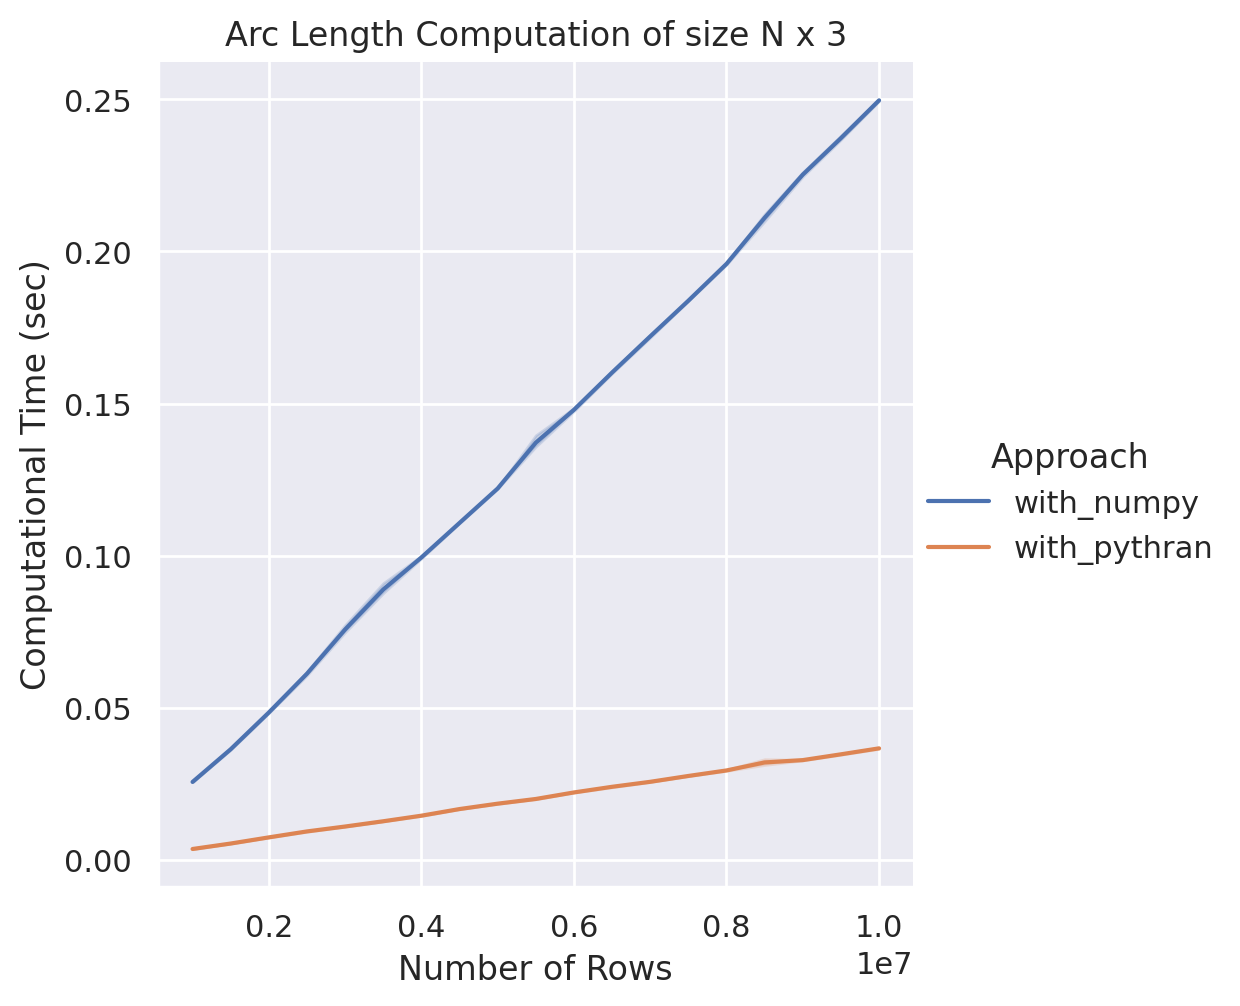 Arc Length Computation of size N x 3
0.25
0.20
0.15
0.10
0.05
0.00
Computational Time (sec)
0.2 0.4 0.6 0.8 1.0
1e7
Number of Rows
Approach
with_numpy
with_pythran